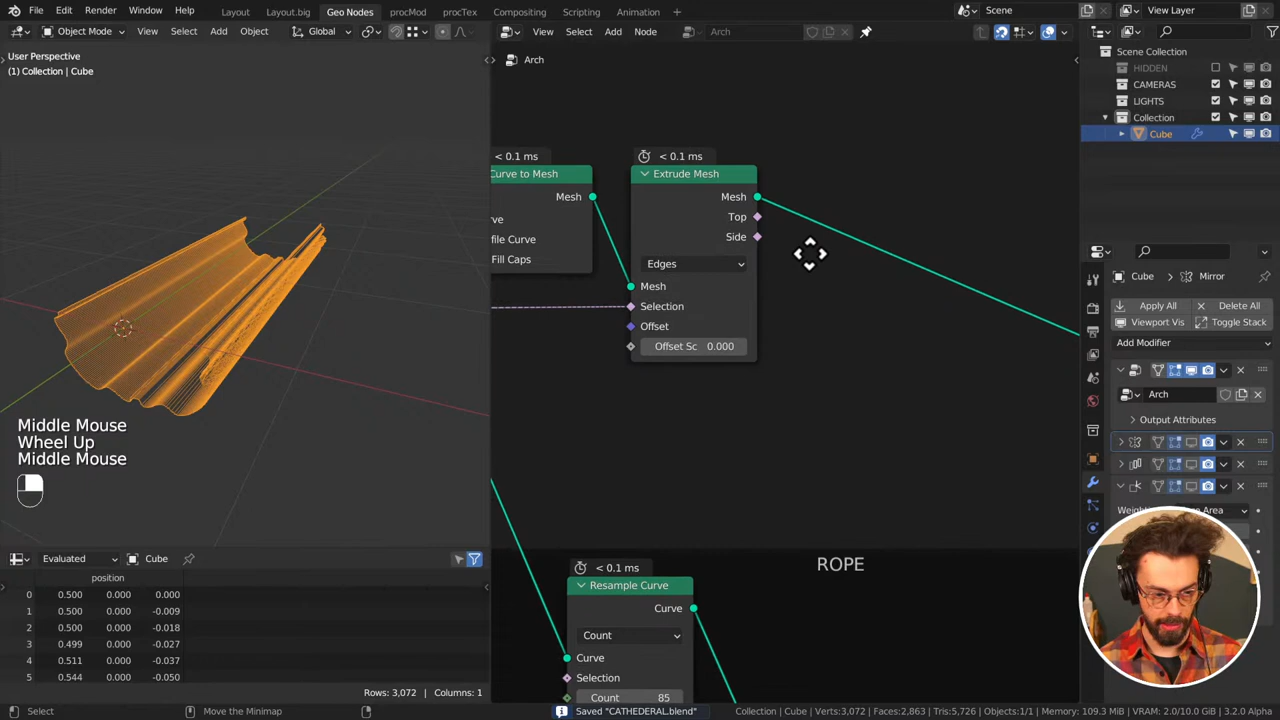 File Edit Render Window Help Layout Layout.big Geo Nodes procMod procTex Compositing Scripting Animation + Scene View Layer
Object Mode View Select Add Object Global View Select Add Node Arch
User Perspective
(1) Collection | Cube
Arch
Scene Collection
HIDDEN
CAMERAS
LIGHTS
Collection
Cube
< 0.1 ms < 0.1 ms
Curve to Mesh Extrude Mesh
Mesh Mesh
Top
Side
file Curve
Fill Caps
Edges
Mesh
Selection
Offset
Offset Sc 0.000
Cube Mirror
Apply All Delete All
Viewport Vis Toggle Stack
Add Modifier
Arch
Output Attributes
Middle Mouse
Wheel Up
Middle Mouse
Evaluated Cube
position
0 0.500 0.000 0.000
1 0.500 0.000 -0.009
2 0.500 0.000 -0.018
3 0.499 0.000 -0.027
4 0.511 0.000 -0.037
5 0.544 0.000 -0.050
Rows: 3,072 | Columns: 1
ROPE
< 0.1 ms
Resample Curve
Curve
Count
Curve
Selection
Count 85
Select Move the Minimap Saved "CATHEDERAL.blend" Collection | Cube | Verts:3,072 | Faces:2,863 | Tris:5,726 | Objects:1/1 | Memory: 109.3 MiB | VRAM: 2.0/10.0 GiB | 3.2.0 Alpha